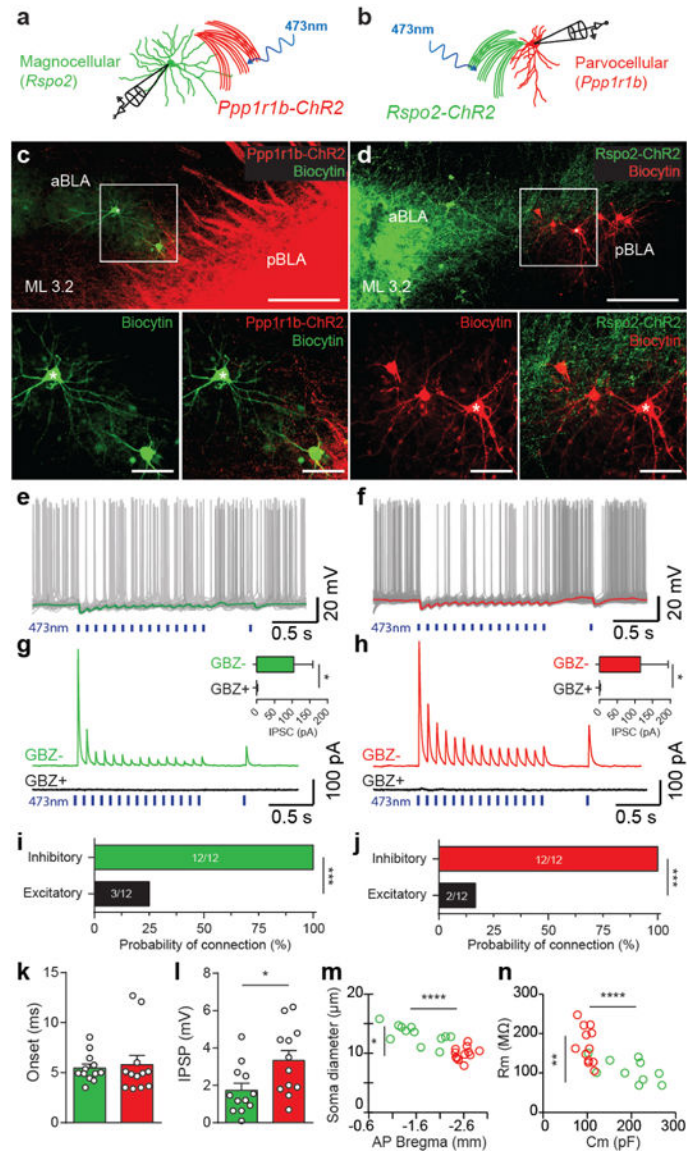 a
473nm
Magnocellular
(Rspo2)
Ppp1r1b-ChR2
b
473nm
Parvocellular
(Ppp1r1b)
Rspo2-ChR2
c
Ppp1r1b-ChR2
Biocytin
aBLA
pBLA
ML 3.2
d
Rspo2-ChR2
Biocytin
aBLA
pBLA
ML 3.2
Biocytin
*
Ppp1r1b-ChR2
Biocytin
*
Biocytin
*
Rspo2-ChR2
Biocytin
*
e
20 mV
473nm
0.5 s
f
20 mV
473nm
0.5 s
g
GBZ-
GBZ+
*
0 50 100 150 200
IPSC (pA)
GBZ-
GBZ+
100 pA
473nm
0.5 s
h
GBZ-
GBZ+
*
0 50 100 150 200
IPSC (pA)
GBZ-
GBZ+
100 pA
473nm
0.5 s
i
Inhibitory
12/12
Excitatory
3/12
***
0 25 50 75 100
Probability of connection (%)
j
Inhibitory
12/12
Excitatory
2/12
***
0 25 50 75 100
Probability of connection (%)
k
Onset (ms)
15
10
5
0
l
IPSP (mV)
8
6
4
2
0
*
m
Soma diameter (µm)
20
10
0
****
*
-0.6 -1.6 -2.6
AP Bregma (mm)
n
Rm (MΩ)
300
200
100
0
****
**
0 100 200 300
Cm (pF)